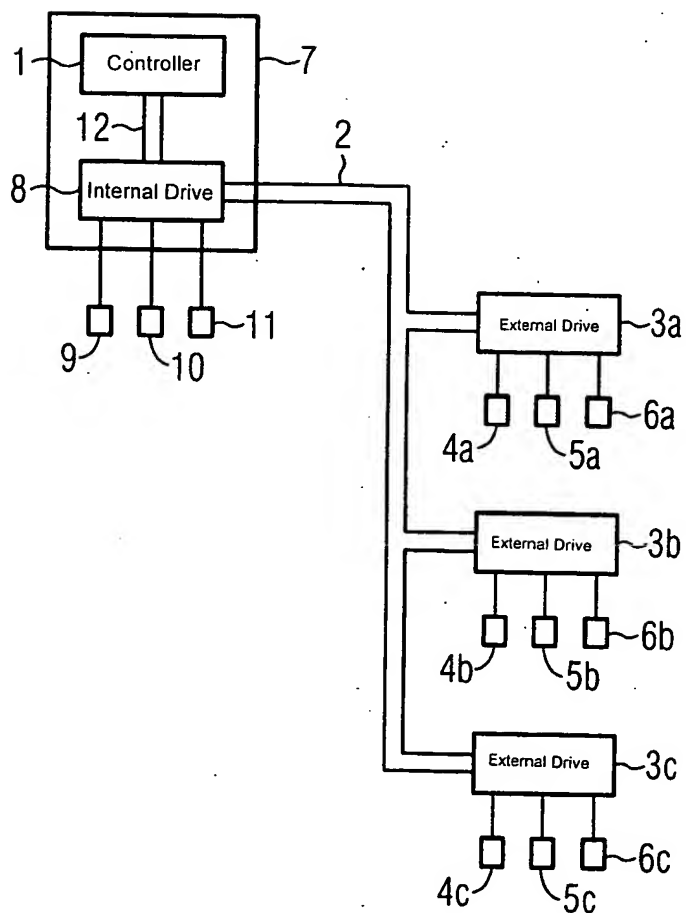 1
Controller
7
12
2
8
Internal Drive
9
10
11
External Drive
3a
4a
5a
6a
External Drive
3b
4b
5b
6b
External Drive
3c
4c
5c
6c